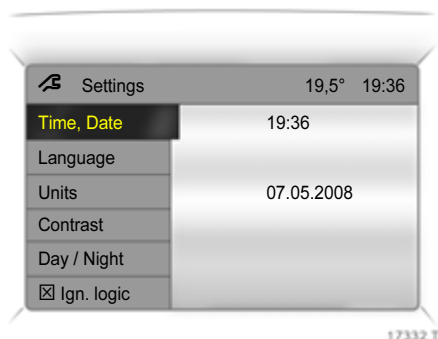 Settings 19,5° 19:36
Time, Date 19:36
Language
Units 07.05.2008
Contrast
Day / Night
☒ Ign. logic
17332 T